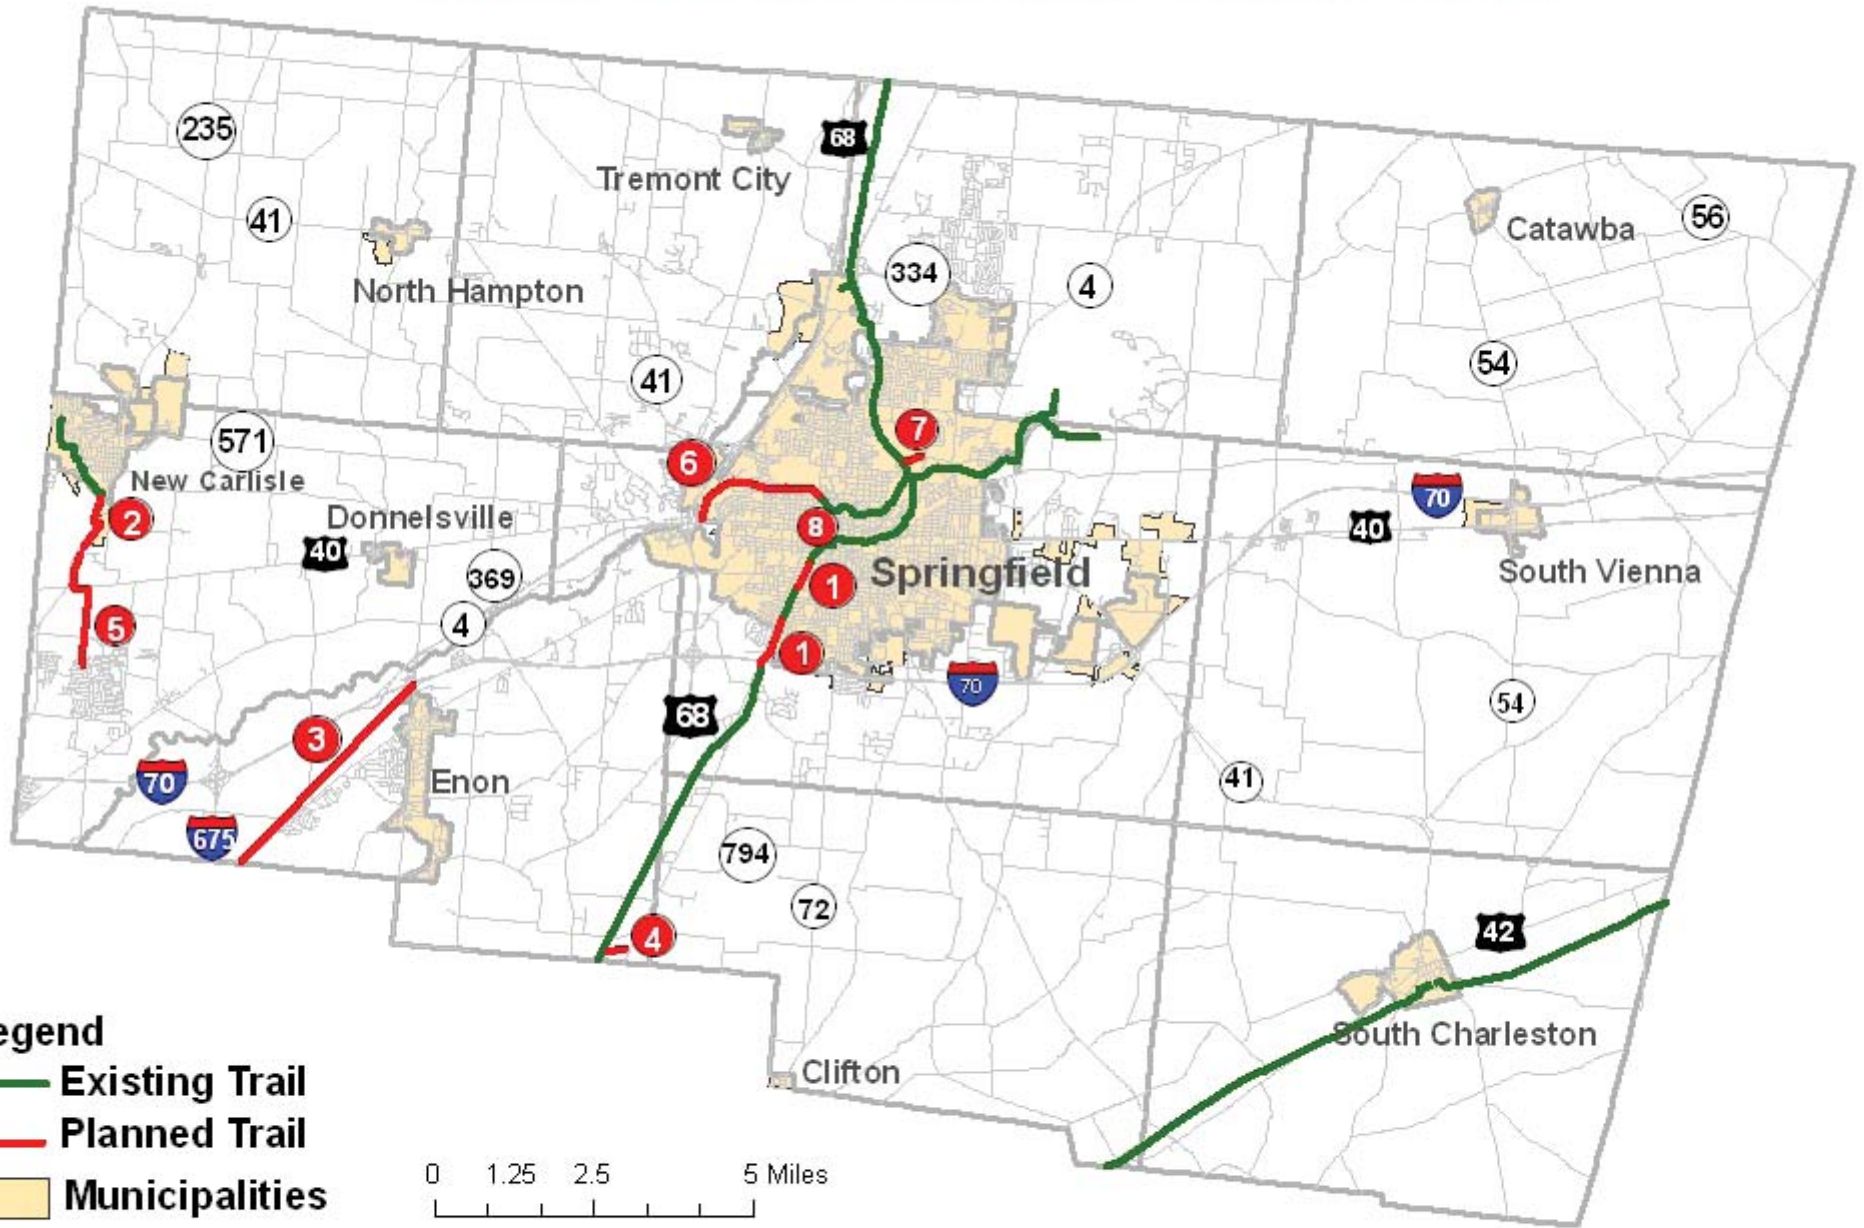 235
68
Tremont City
41
56
Catawba
334
4
North Hampton
54
41
7
571
6
New Carlisle
70
2
Donnelsville
40
8
40
369
Springfield
South Vienna
1
4
5
1
70
54
68
3
70
Enon
41
675
794
72
4
42
egend
South Charleston
Existing Trail
Clifton
Planned Trail
0 1.25 2.5 5 Miles
Municipalities